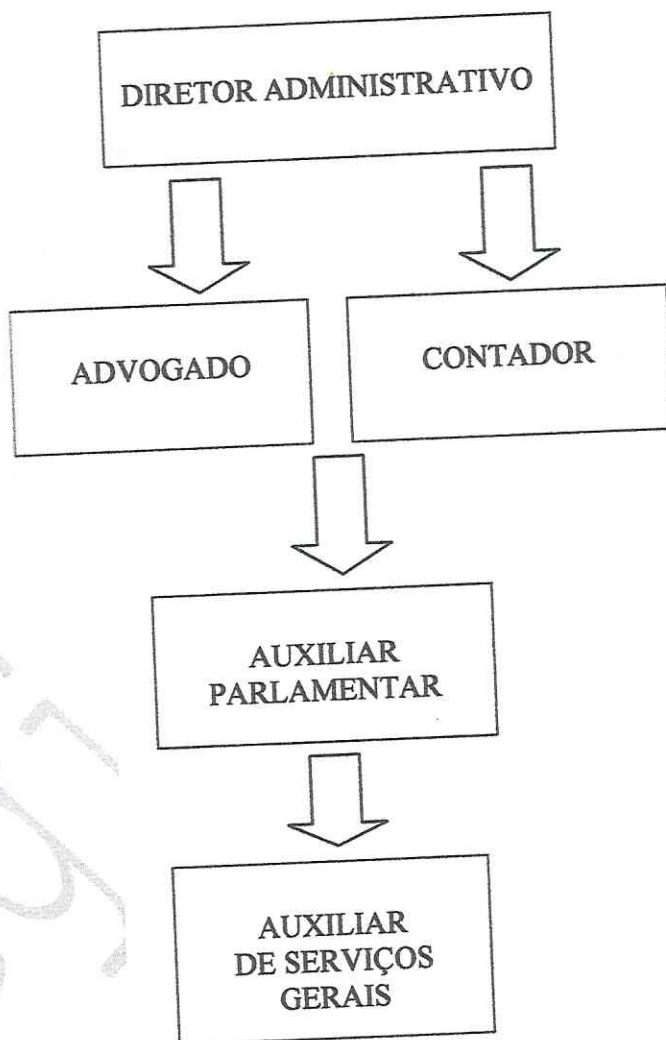 DIRETOR ADMINISTRATIVO
ADVOGADO
CONTADOR
AUXILIAR
PARLAMENTAR
AUXILIAR
DE SERVIÇOS
GERAIS